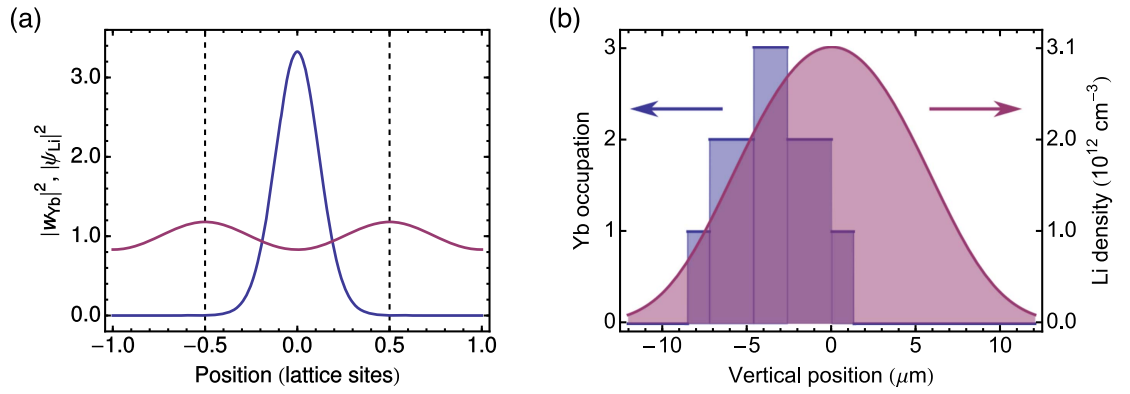 (a)
3.0
2.0
1.0
0.0
|wYb|², |ψLi|²
−1.0 −0.5 0.0 0.5 1.0
Position (lattice sites)
(b)
3
2
1
0
Yb occupation
3.1
2.0
1.0
0.0
Li density (10¹² cm⁻³)
−10 −5 0 5 10
Vertical position (μm)